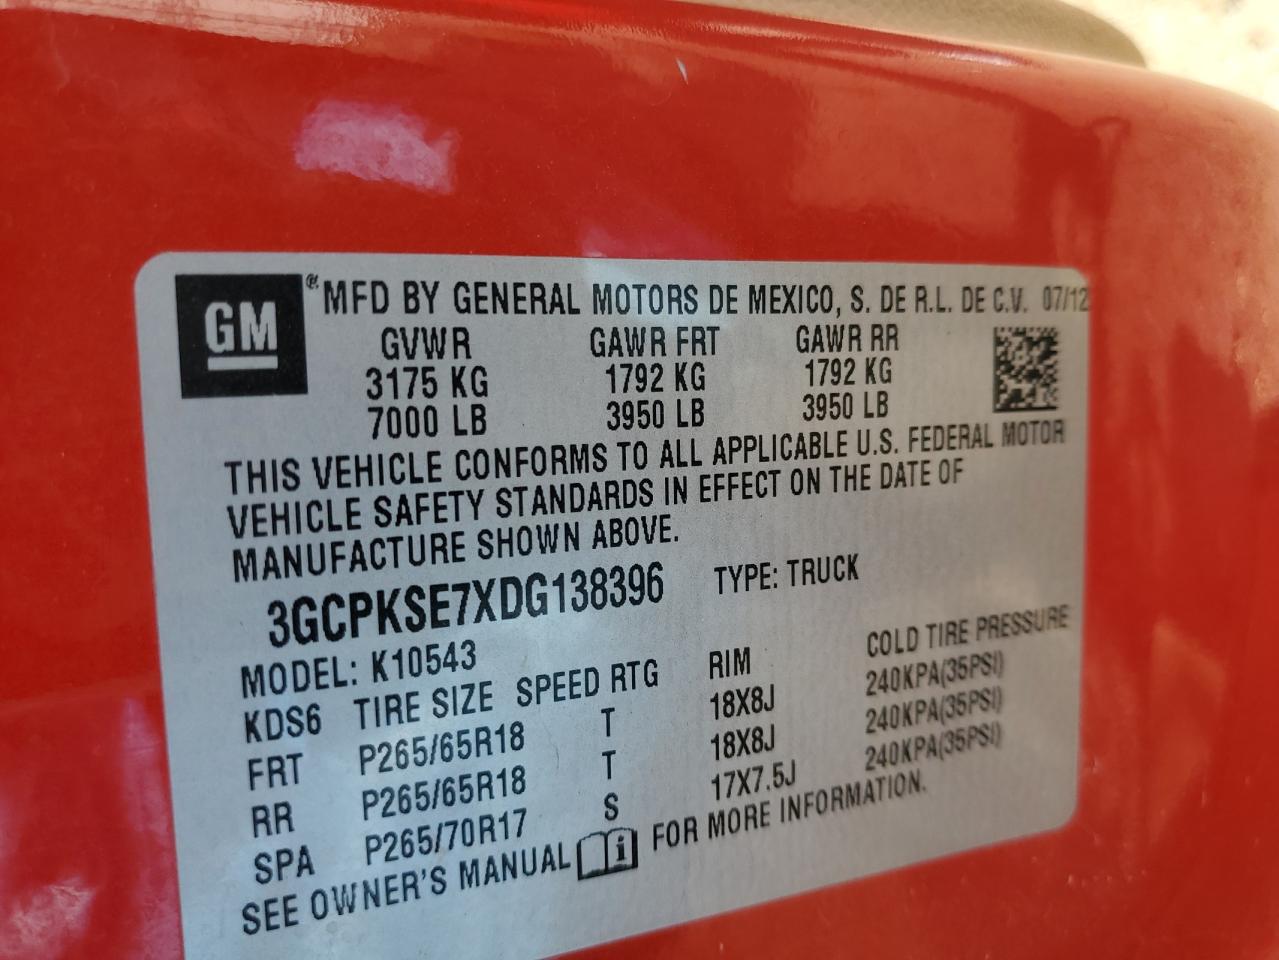 GM ® MFD BY GENERAL MOTORS DE MEXICO, S. DE R.L. DE C.V. 07/12
GVWR GAWR FRT GAWR RR
3175 KG 1792 KG 1792 KG
7000 LB 3950 LB 3950 LB
THIS VEHICLE CONFORMS TO ALL APPLICABLE U.S. FEDERAL MOTOR
VEHICLE SAFETY STANDARDS IN EFFECT ON THE DATE OF
MANUFACTURE SHOWN ABOVE.
3GCPKSE7XDG138396 TYPE: TRUCK
MODEL: K10543
KDS6 TIRE SIZE SPEED RTG RIM COLD TIRE PRESSURE
FRT P265/65R18 T 18X8J 240KPA(35PSI)
RR P265/65R18 T 18X8J 240KPA(35PSI)
SPA P265/70R17 S 17X7.5J 240KPA(35PSI)
SEE OWNER'S MANUAL i FOR MORE INFORMATION.